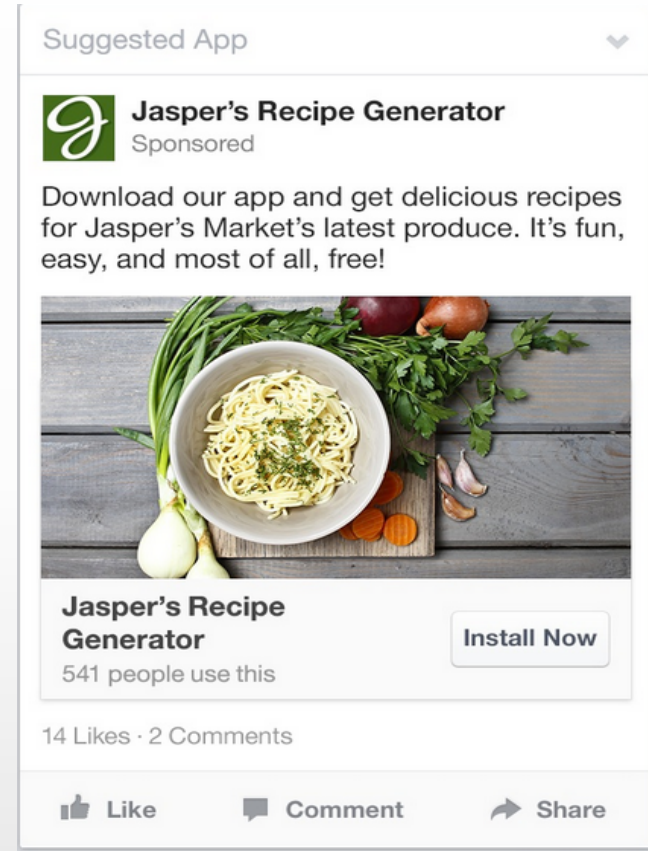 Suggested App
Jasper's Recipe Generator
Sponsored
Download our app and get delicious recipes
for Jasper's Market's latest produce. It's fun,
easy, and most of all, free!
Jasper's Recipe
Generator
Install Now
541 people use this
14 Likes · 2 Comments
Like
Comment
Share